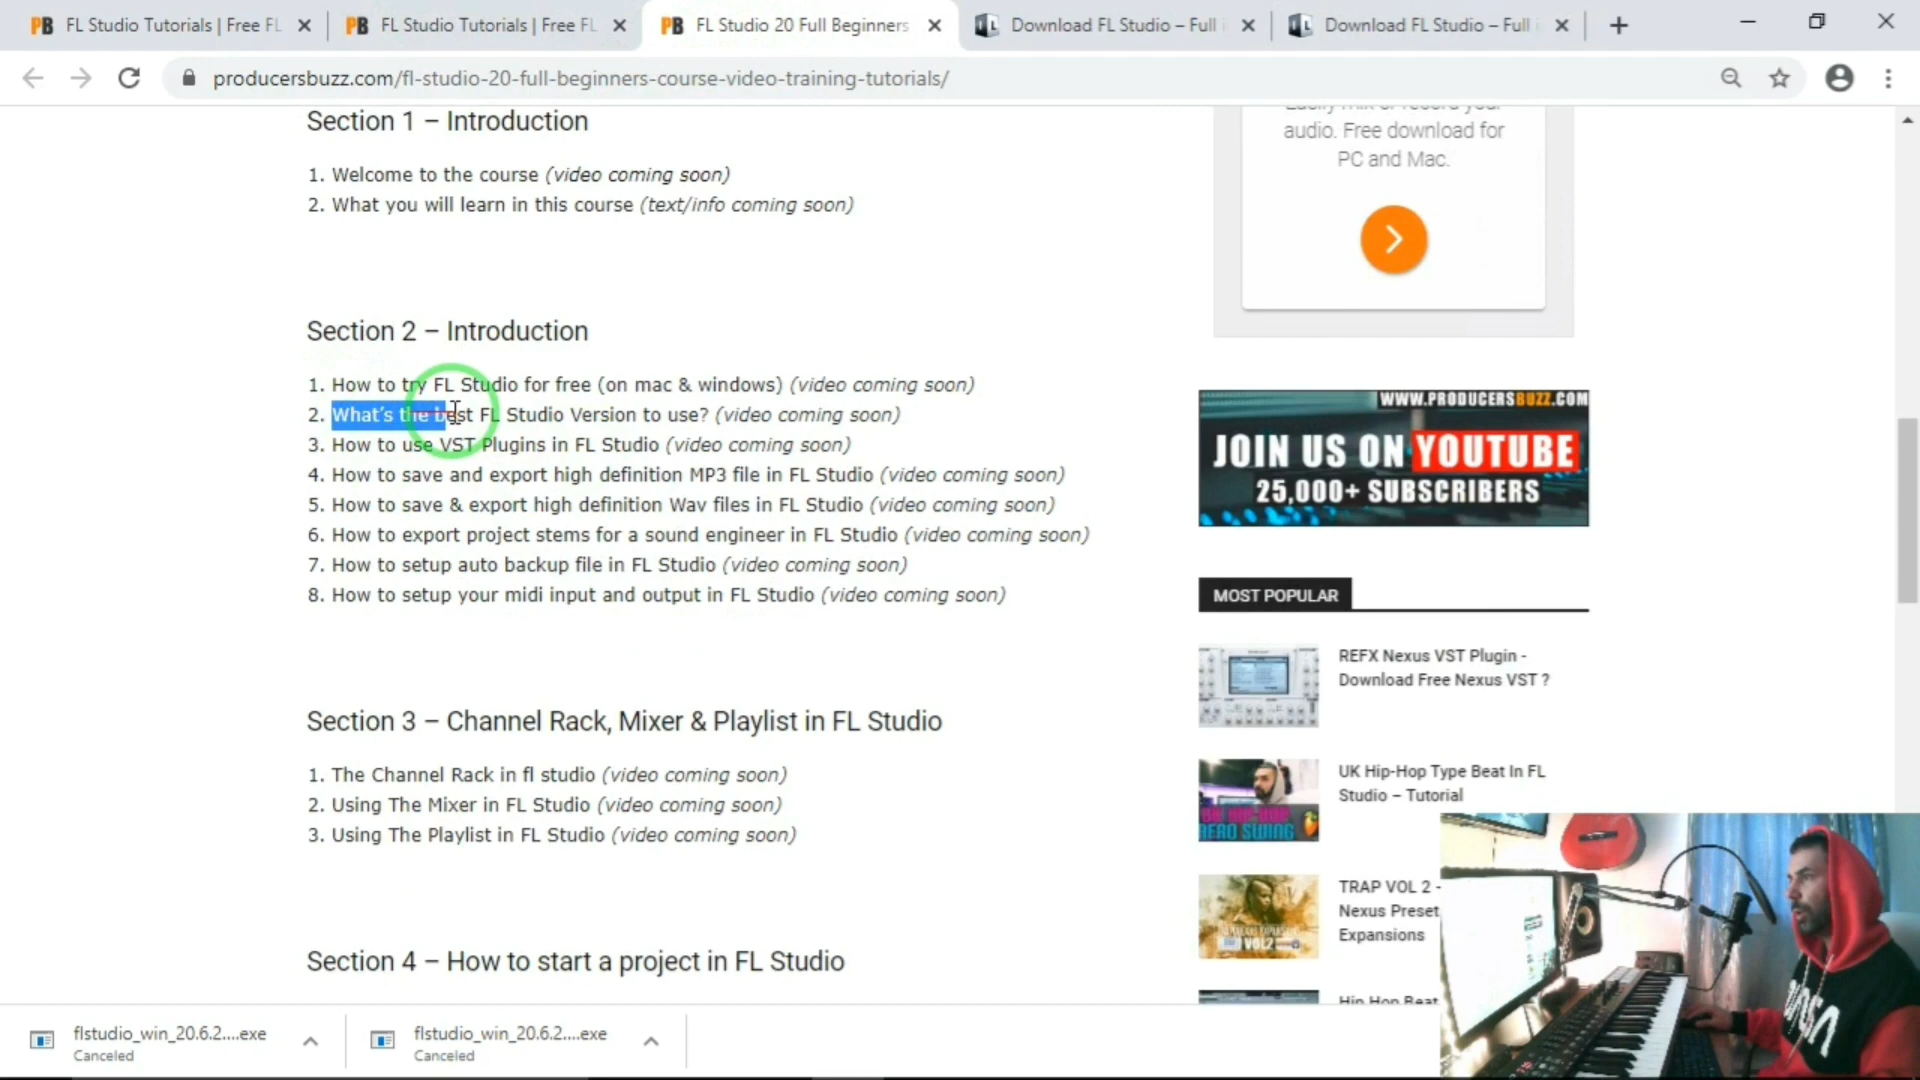 FL Studio Tutorials | Free FL
FL Studio Tutorials | Free FL
FL Studio 20 Full Beginners
Download FL Studio – Full
Download FL Studio – Full
producersbuzz.com/fl-studio-20-full-beginners-course-video-training-tutorials/
Section 1 – Introduction
1. Welcome to the course (video coming soon)
2. What you will learn in this course (text/info coming soon)
Section 2 – Introduction
1. How to try FL Studio for free (on mac & windows) (video coming soon)
2. What's the best FL Studio Version to use? (video coming soon)
3. How to use VST Plugins in FL Studio (video coming soon)
4. How to save and export high definition MP3 file in FL Studio (video coming soon)
5. How to save & export high definition Wav files in FL Studio (video coming soon)
6. How to export project stems for a sound engineer in FL Studio (video coming soon)
7. How to setup auto backup file in FL Studio (video coming soon)
8. How to setup your midi input and output in FL Studio (video coming soon)
Section 3 – Channel Rack, Mixer & Playlist in FL Studio
1. The Channel Rack in fl studio (video coming soon)
2. Using The Mixer in FL Studio (video coming soon)
3. Using The Playlist in FL Studio (video coming soon)
Section 4 – How to start a project in FL Studio
Easily mix or record your
audio. Free download for
PC and Mac.
WWW.PRODUCERSBUZZ.COM
JOIN US ON YOUTUBE
25,000+ SUBSCRIBERS
MOST POPULAR
REFX Nexus VST Plugin -
Download Free Nexus VST ?
UK Hip-Hop Type Beat In FL
Studio – Tutorial
TRAP VOL 2 -
Nexus Preset
Expansions
VOL2
Hip Hop Beat
flstudio_win_20.6.2....exe
Canceled
flstudio_win_20.6.2....exe
Canceled